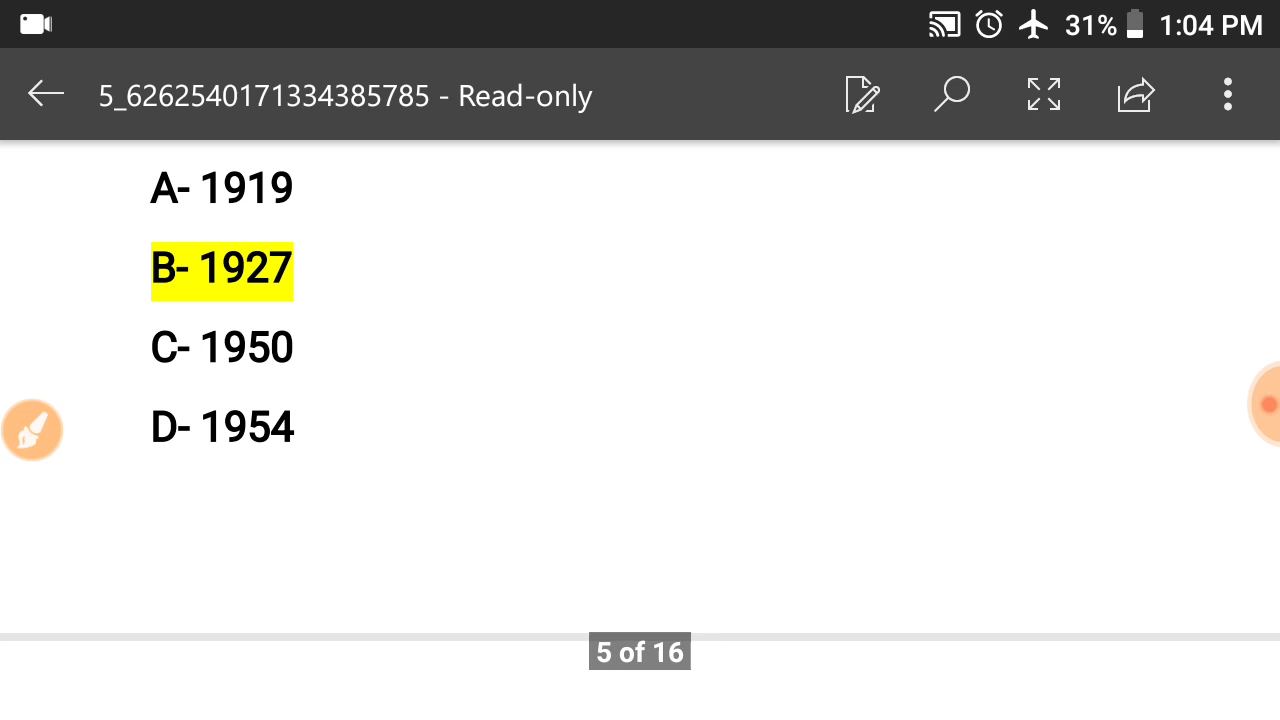 31% 1:04 PM
5_6262540171334385785 - Read-only
A- 1919
B- 1927
C- 1950
D- 1954
5 of 16